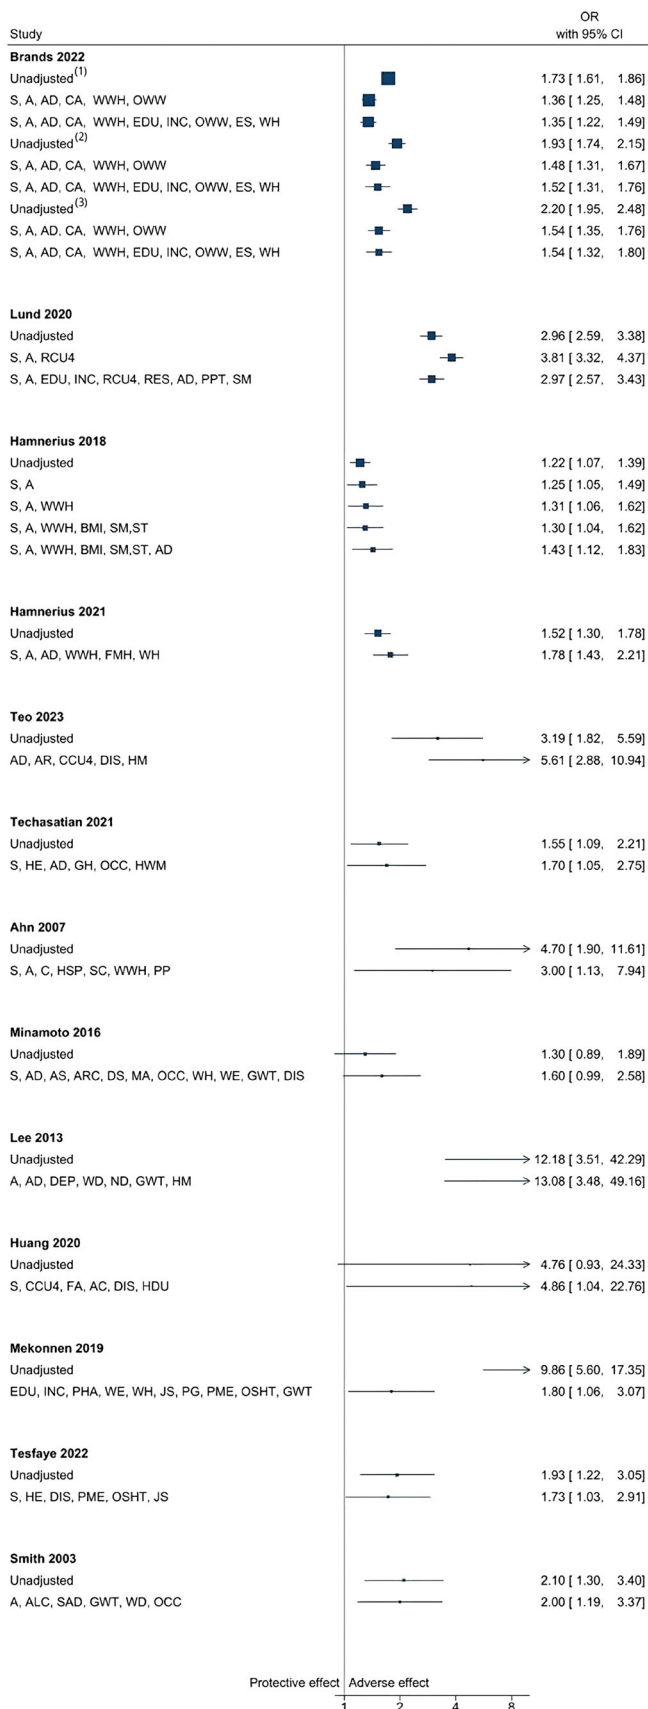 OR
Study with 95% CI
Brands 2022
Unadjusted(1) 1.73 [ 1.61, 1.86]
S, A, AD, CA, WWH, OWW 1.36 [ 1.25, 1.48]
S, A, AD, CA, WWH, EDU, INC, OWW, ES, WH 1.35 [ 1.22, 1.49]
Unadjusted(2) 1.93 [ 1.74, 2.15]
S, A, AD, CA, WWH, OWW 1.48 [ 1.31, 1.67]
S, A, AD, CA, WWH, EDU, INC, OWW, ES, WH 1.52 [ 1.31, 1.76]
Unadjusted(3) 2.20 [ 1.95, 2.48]
S, A, AD, CA, WWH, OWW 1.54 [ 1.35, 1.76]
S, A, AD, CA, WWH, EDU, INC, OWW, ES, WH 1.54 [ 1.32, 1.80]
Lund 2020
Unadjusted 2.96 [ 2.59, 3.38]
S, A, RCU4 3.81 [ 3.32, 4.37]
S, A, EDU, INC, RCU4, RES, AD, PPT, SM 2.97 [ 2.57, 3.43]
Hamnerius 2018
Unadjusted 1.22 [ 1.07, 1.39]
S, A 1.25 [ 1.05, 1.49]
S, A, WWH 1.31 [ 1.06, 1.62]
S, A, WWH, BMI, SM,ST 1.30 [ 1.04, 1.62]
S, A, WWH, BMI, SM,ST, AD 1.43 [ 1.12, 1.83]
Hamnerius 2021
Unadjusted 1.52 [ 1.30, 1.78]
S, A, AD, WWH, FMH, WH 1.78 [ 1.43, 2.21]
Teo 2023
Unadjusted 3.19 [ 1.82, 5.59]
AD, AR, CCU4, DIS, HM 5.61 [ 2.88, 10.94]
Techasatian 2021
Unadjusted 1.55 [ 1.09, 2.21]
S, HE, AD, GH, OCC, HWM 1.70 [ 1.05, 2.75]
Ahn 2007
Unadjusted 4.70 [ 1.90, 11.61]
S, A, C, HSP, SC, WWH, PP 3.00 [ 1.13, 7.94]
Minamoto 2016
Unadjusted 1.30 [ 0.89, 1.89]
S, AD, AS, ARC, DS, MA, OCC, WH, WE, GWT, DIS 1.60 [ 0.99, 2.58]
Lee 2013
Unadjusted 12.18 [ 3.51, 42.29]
A, AD, DEP, WD, ND, GWT, HM 13.08 [ 3.48, 49.16]
Huang 2020
Unadjusted 4.76 [ 0.93, 24.33]
S, CCU4, FA, AC, DIS, HDU 4.86 [ 1.04, 22.76]
Mekonnen 2019
Unadjusted 9.86 [ 5.60, 17.35]
EDU, INC, PHA, WE, WH, JS, PG, PME, OSHT, GWT 1.80 [ 1.06, 3.07]
Tesfaye 2022
Unadjusted 1.93 [ 1.22, 3.05]
S, HE, DIS, PME, OSHT, JS 1.73 [ 1.03, 2.91]
Smith 2003
Unadjusted 2.10 [ 1.30, 3.40]
A, ALC, SAD, GWT, WD, OCC 2.00 [ 1.19, 3.37]
Protective effect Adverse effect
1 2 4 8